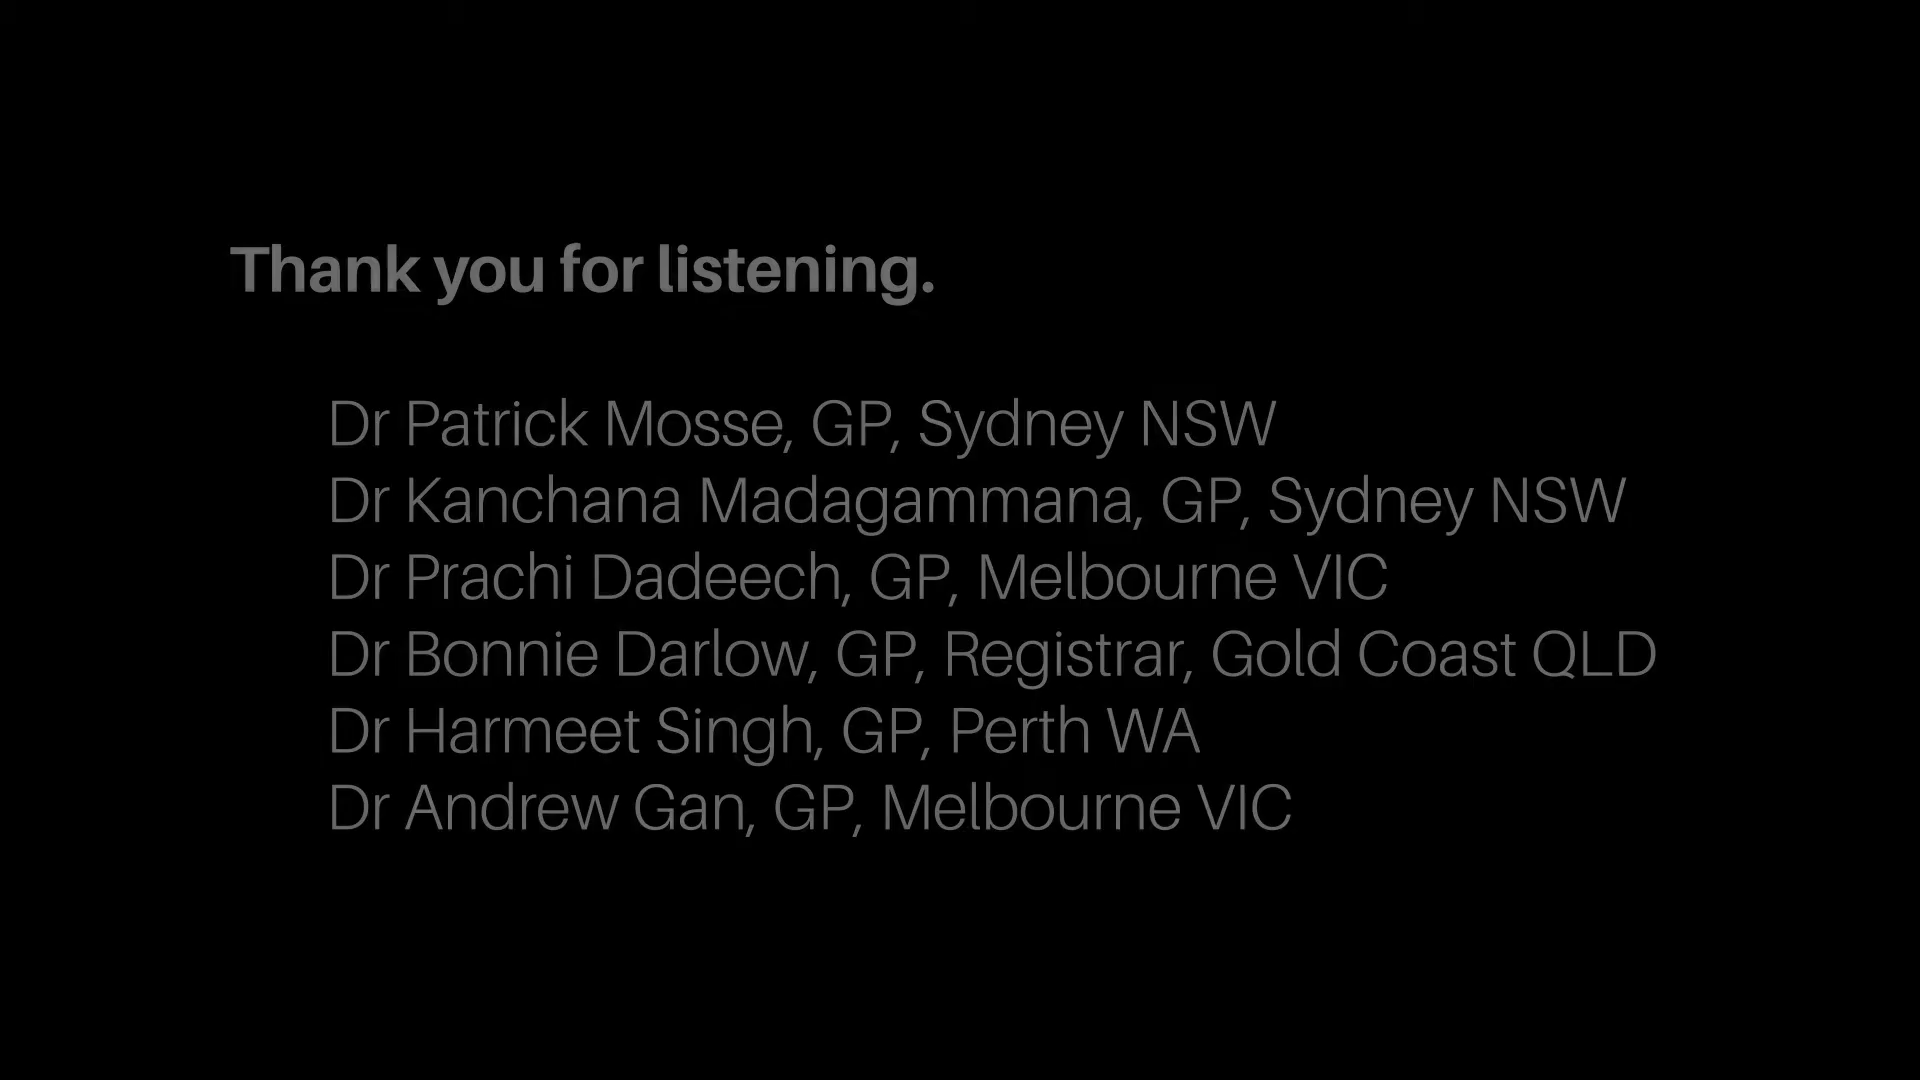 Thank you for listening.
Dr Patrick Mosse, GP, Sydney NSW
Dr Kanchana Madagammana, GP, Sydney NSW
Dr Prachi Dadeech, GP, Melbourne VIC
Dr Bonnie Darlow, GP, Registrar, Gold Coast QLD
Dr Harmeet Singh, GP, Perth WA
Dr Andrew Gan, GP, Melbourne VIC